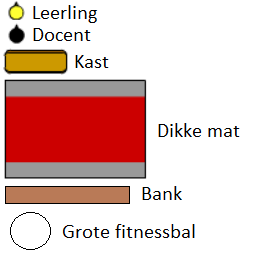 Leerling
Docent
Kast
Dikke mat
Bank
Grote fitnessbal